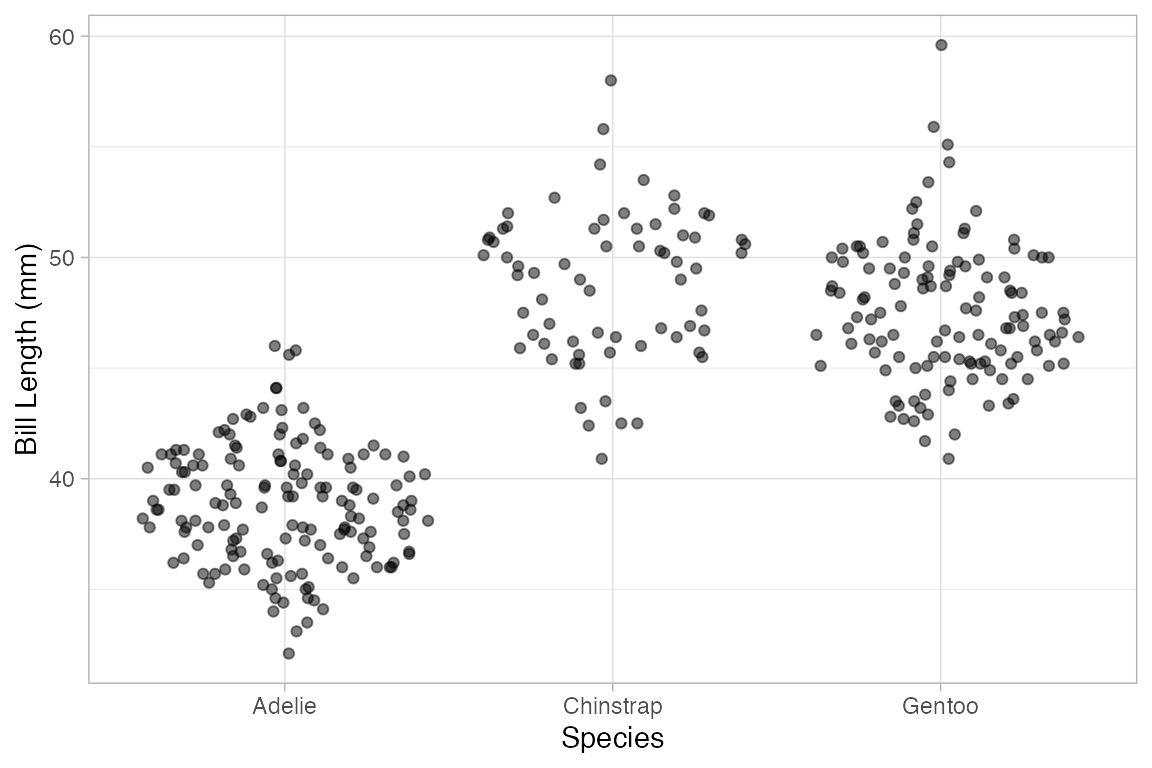 60
50
40
Bill Length (mm)
Adelie
Chinstrap
Gentoo
Species